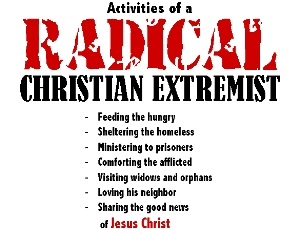 Activities of a
RADICAL
CHRISTIAN EXTREMIST
- Feeding the hungry
- Sheltering the homeless
- Ministering to prisoners
- Comforting the afflicted
- Visiting widows and orphans
- Loving his neighbor
- Sharing the good news
of Jesus Christ